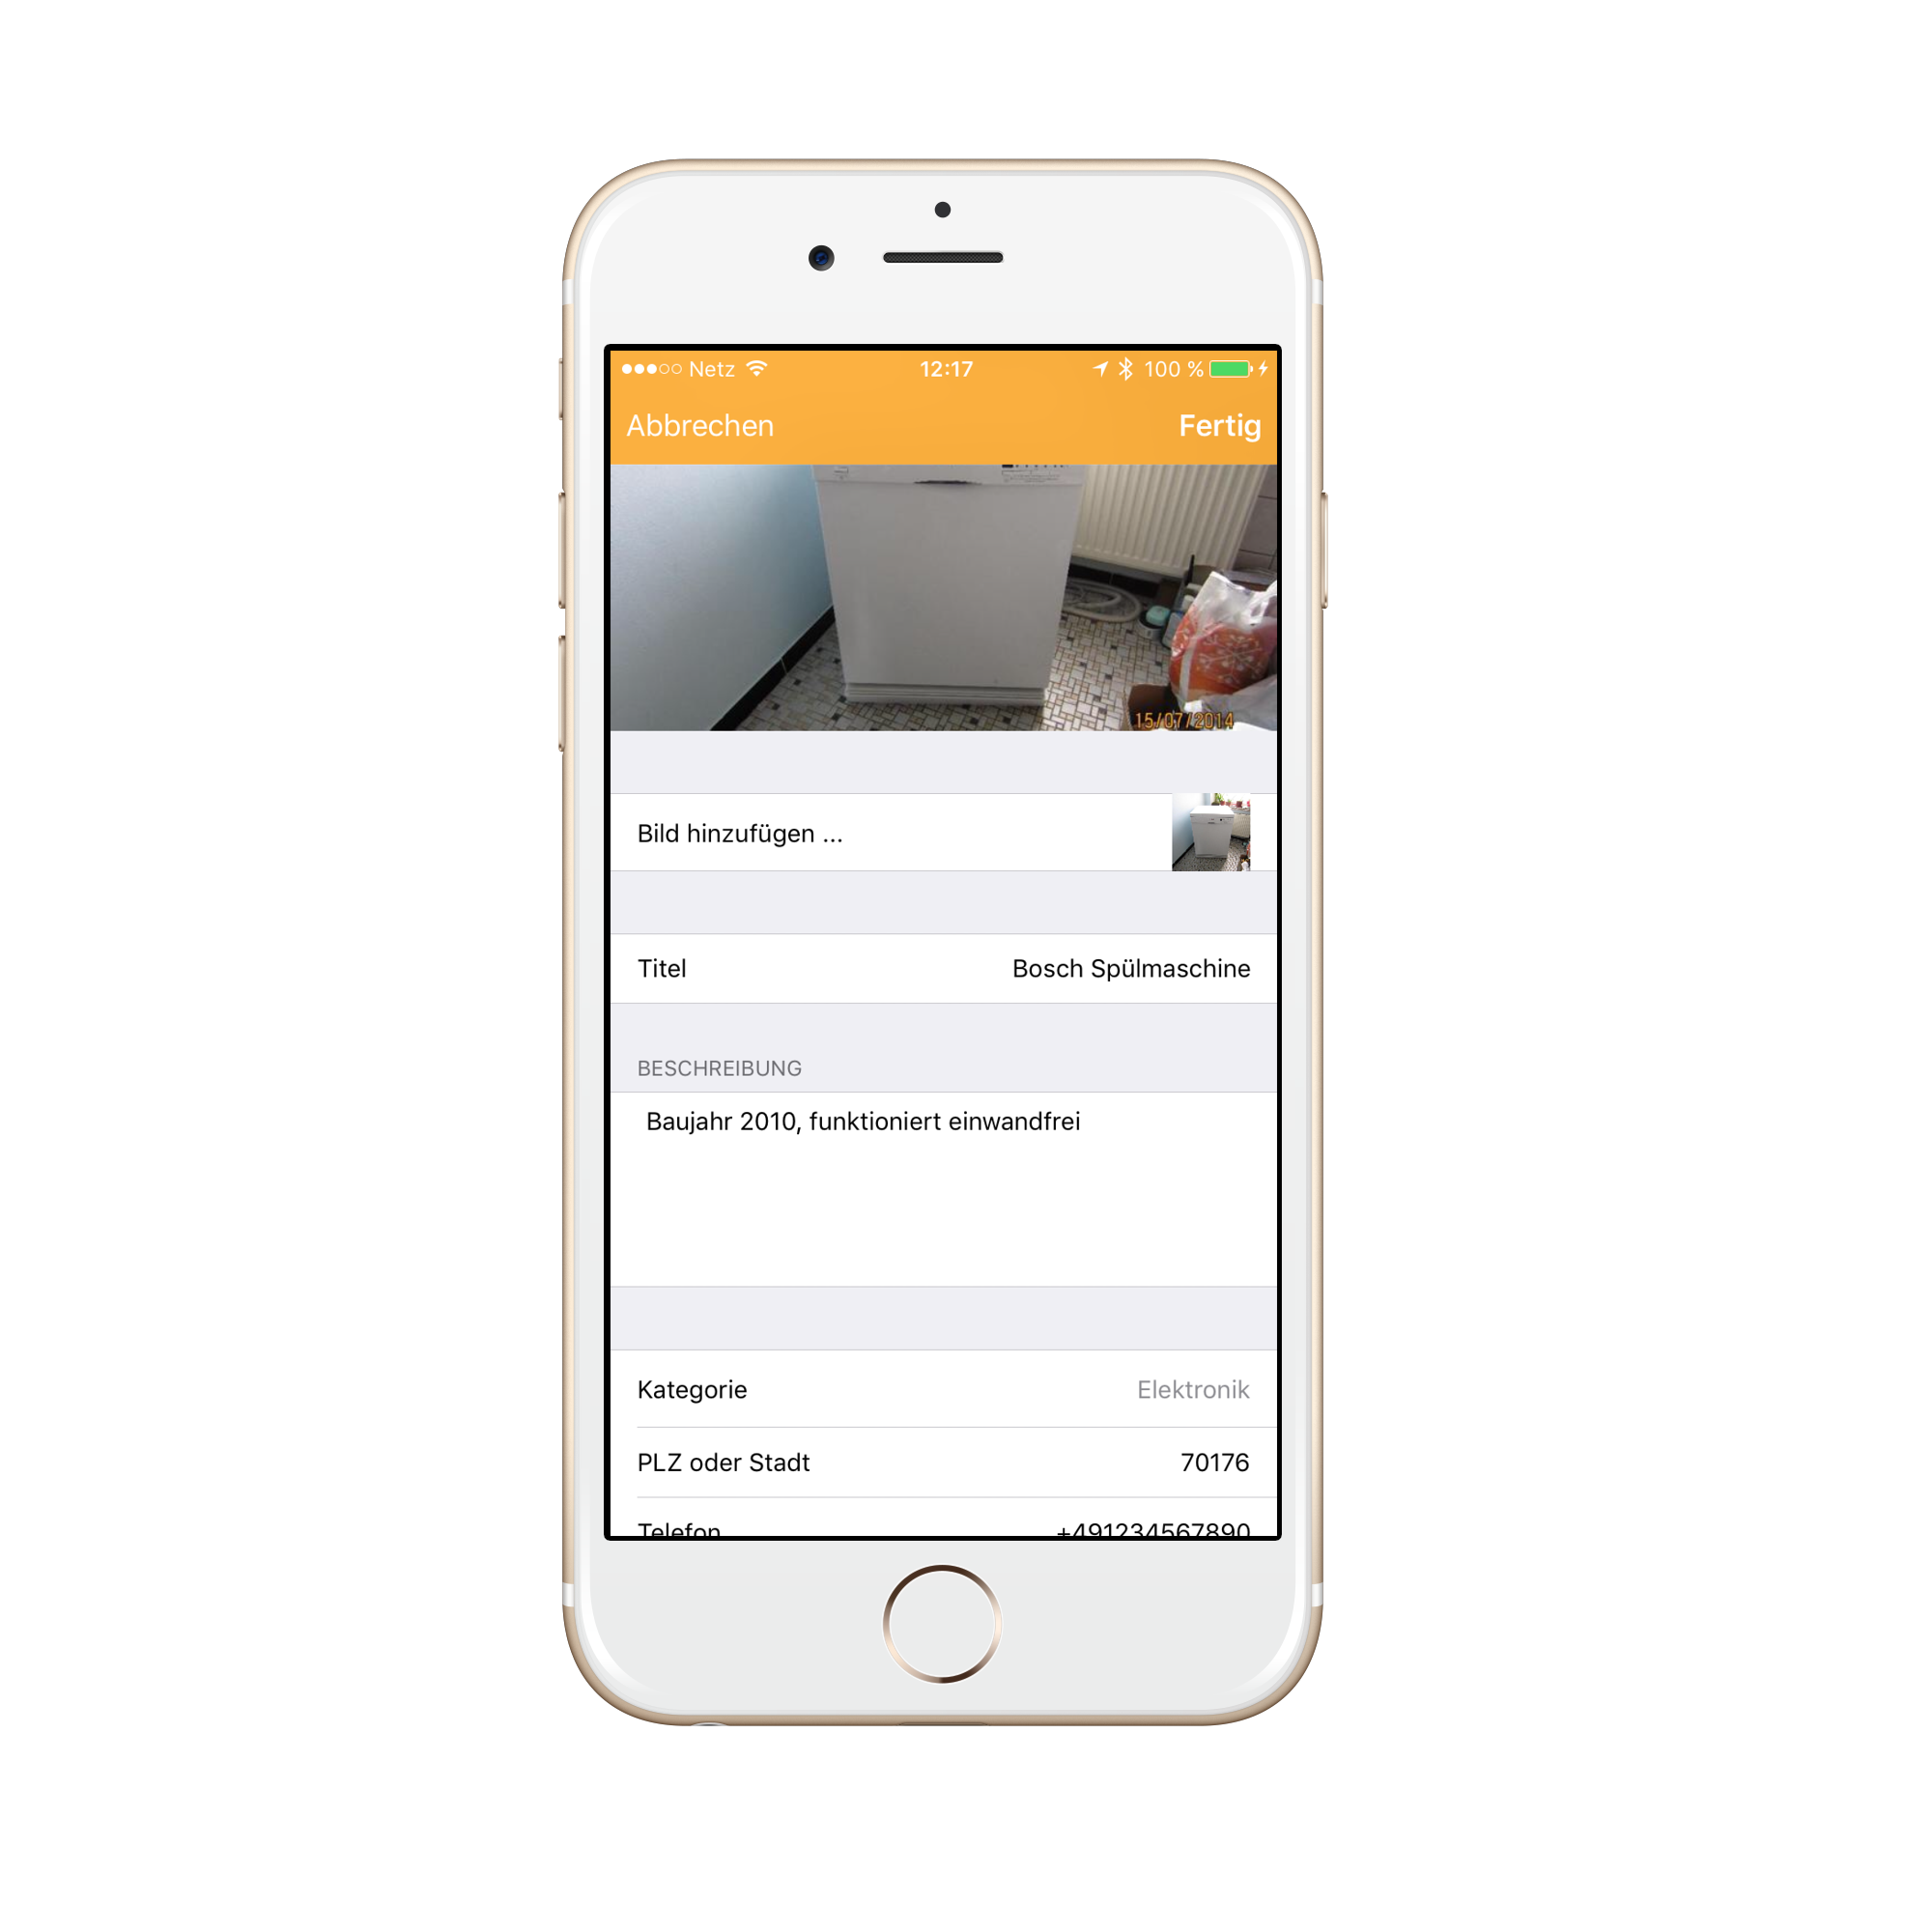 Netz 12:17 100 %
Abbrechen Fertig
15/07/2014
Bild hinzufügen ...
Titel Bosch Spülmaschine
BESCHREIBUNG
Baujahr 2010, funktioniert einwandfrei
Kategorie Elektronik
PLZ oder Stadt 70176
Telefon +491234567890